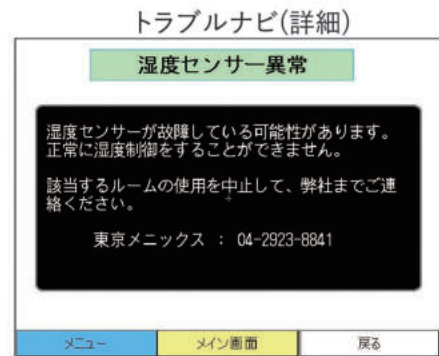 トラブルナビ(詳細)
湿度センサー異常
湿度センサーが故障している可能性があります。
正常に湿度制御をすることができません。
該当するルームの使用を中止して、弊社までご連
絡ください。
東京メニックス : 04-2923-8841
メニュー
メイン画面
戻る